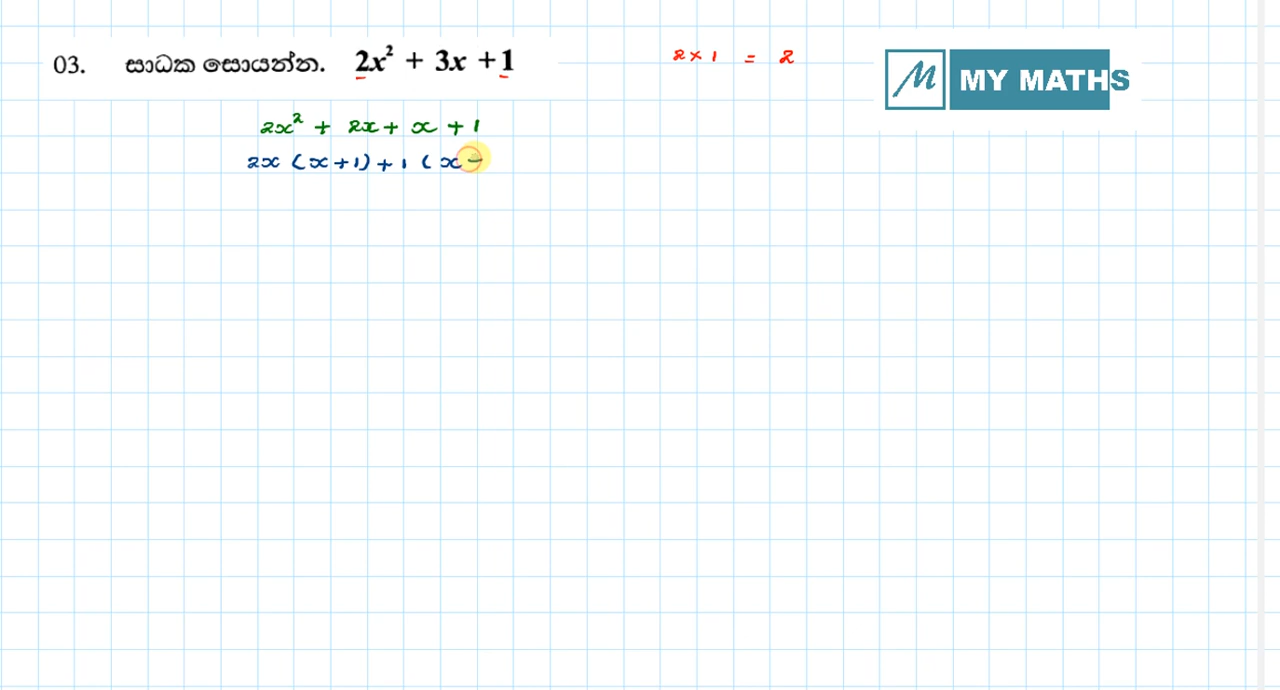 03. සාධක සොයන්න. 2x² + 3x + 1
2 × 1 = 2
M MY MATHS
2x² + 2x + x + 1
2x (x + 1) + 1 (x